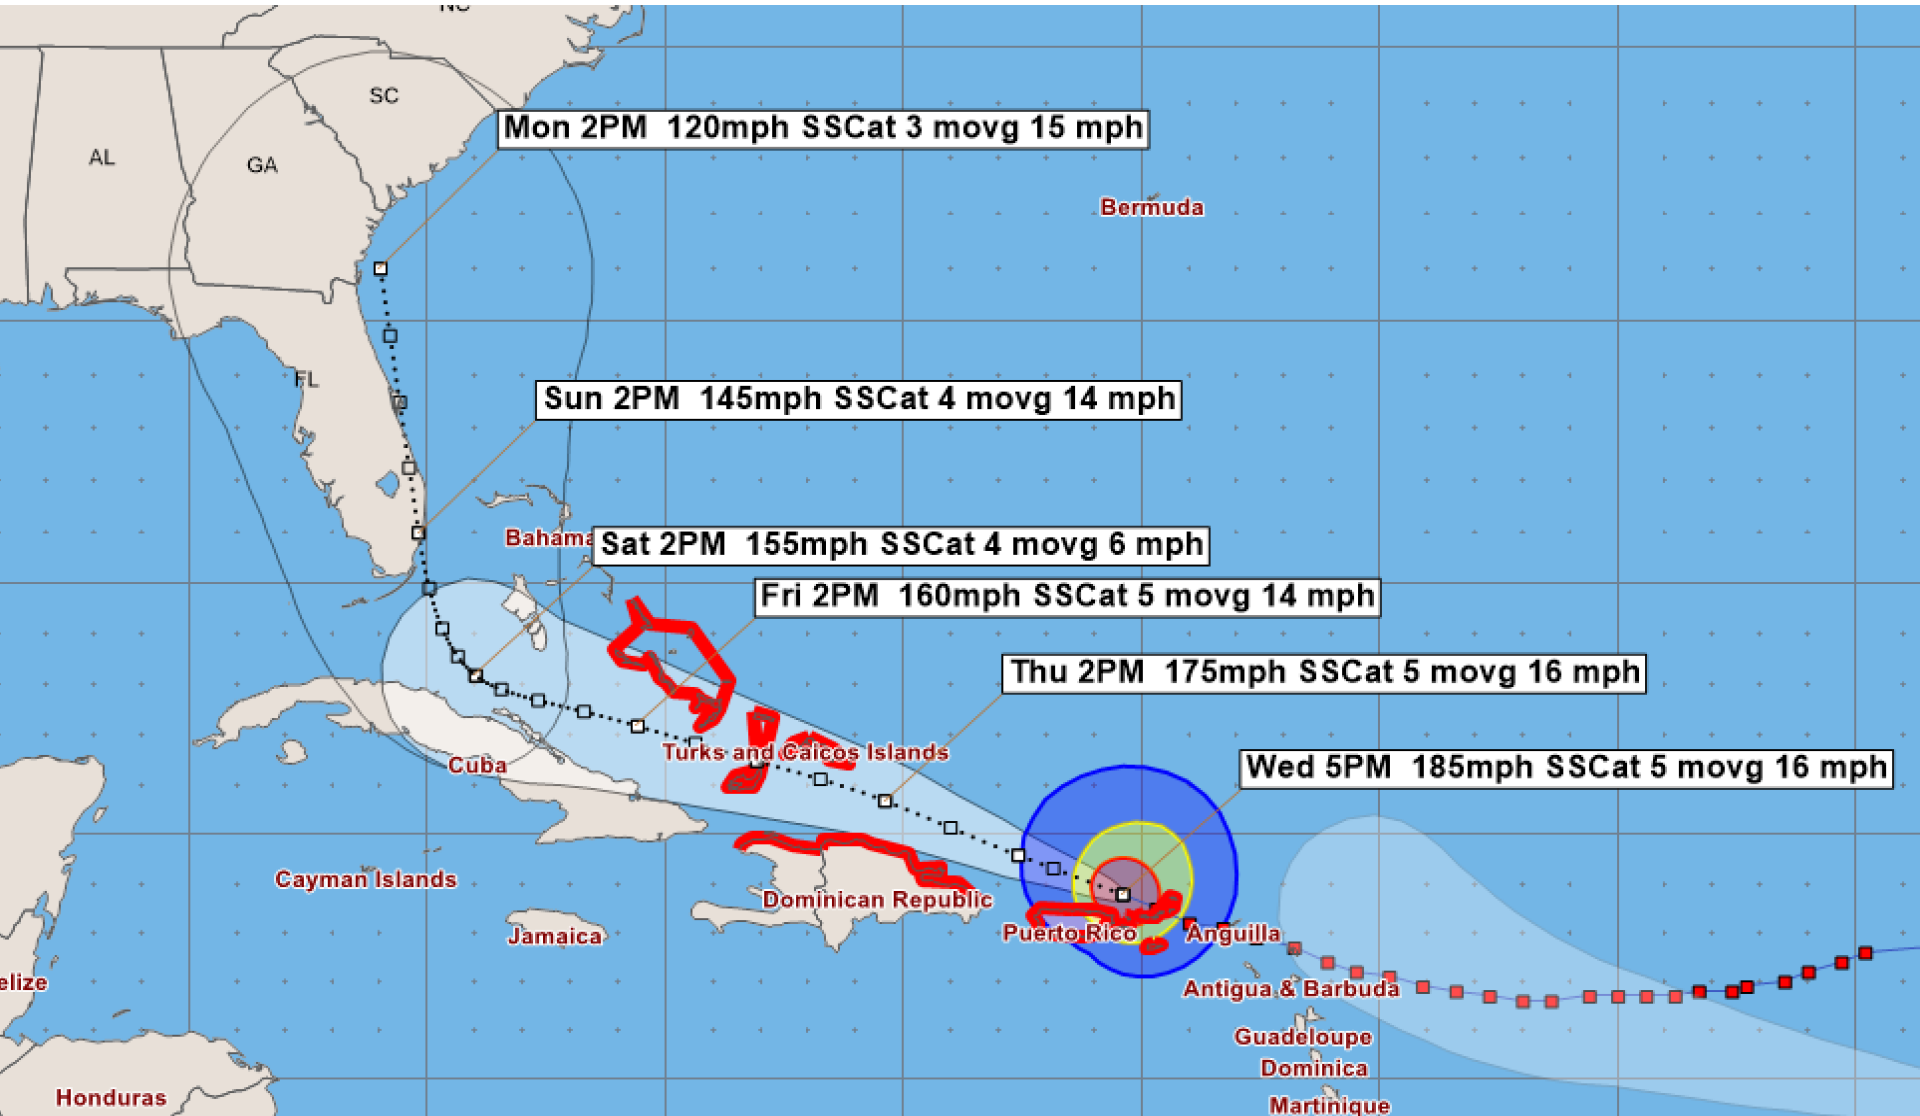 NC
SC
Mon 2PM  120mph SSCat 3 movg 15 mph
AL
GA
Bermuda
FL
Sun 2PM  145mph SSCat 4 movg 14 mph
Bahama
Sat 2PM  155mph SSCat 4 movg 6 mph
Fri 2PM  160mph SSCat 5 movg 14 mph
Thu 2PM  175mph SSCat 5 movg 16 mph
Turks and Caicos Islands
Cuba
Wed 5PM  185mph SSCat 5 movg 16 mph
Cayman Islands
Dominican Republic
Jamaica
Puerto Rico
Anguilla
elize
Antigua & Barbuda
Guadeloupe
Dominica
Honduras
Martinique